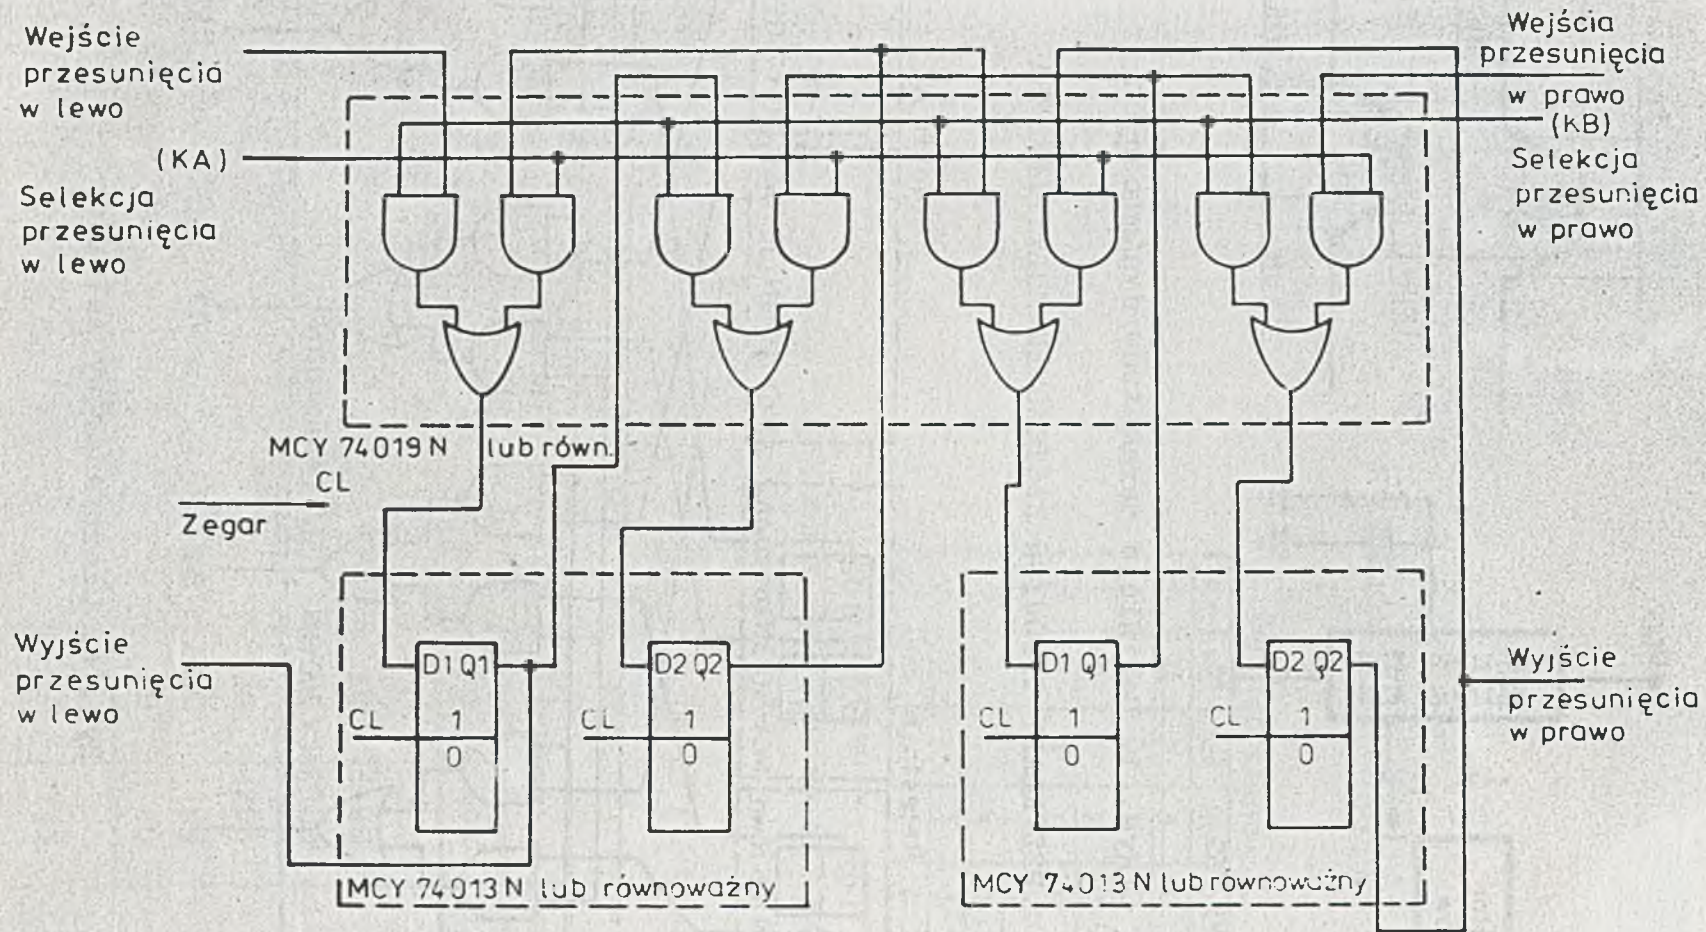 Wejście
przesunięcia
w lewo
Wejścia
przesunięcia
w prawo
(KB)
(KA)
Selekcja
przesunięcia
w lewo
Selekcja
przesunięcia
w prawo
MCY 74019 N lub równ.
CL
Zegar
Wyjście
przesunięcia
w lewo
D1 Q1
CL 1
0
D2 Q2
CL 1
0
D1 Q1
CL 1
0
D2 Q2
CL 1
0
Wyjście
przesunięcia
w prawo
MCY 74013 N lub równoważny
MCY 74013 N lub równoważny